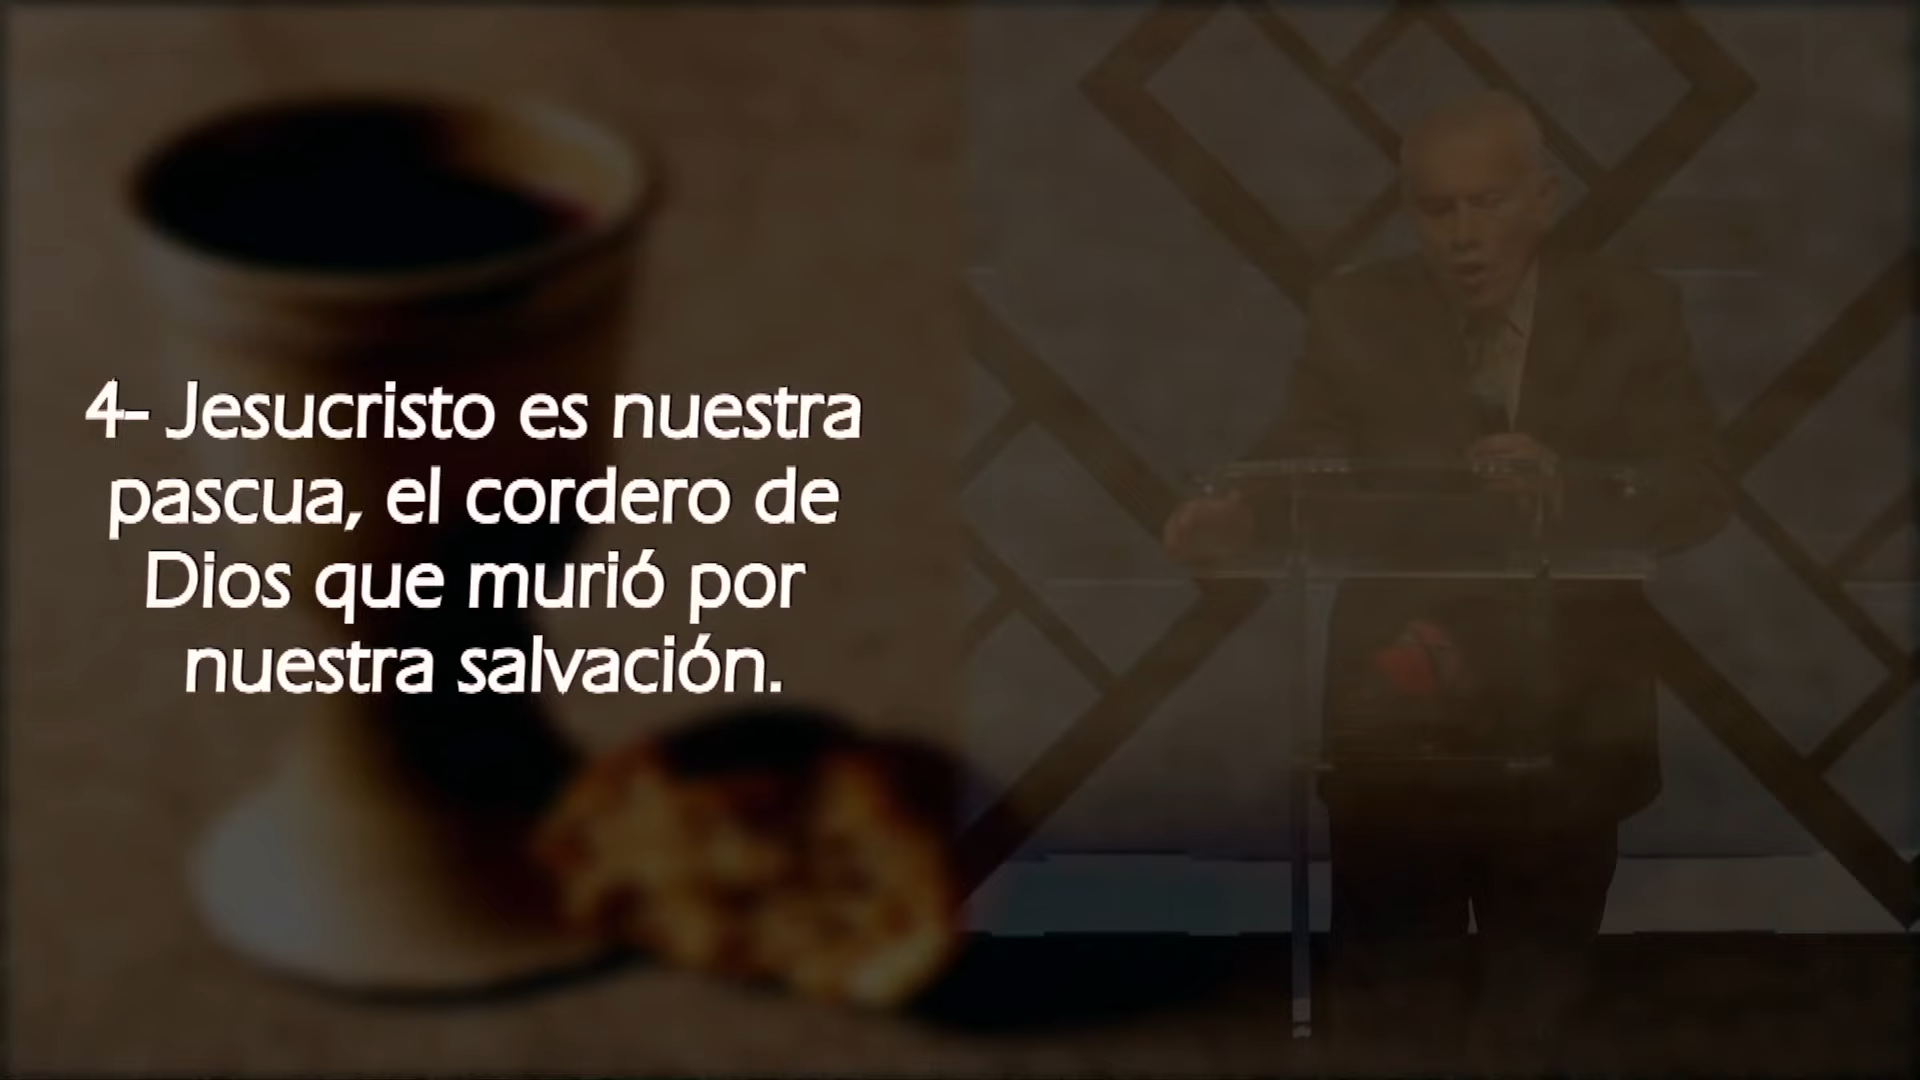 4- Jesucristo es nuestra
pascua, el cordero de
Dios que murió por
nuestra salvación.